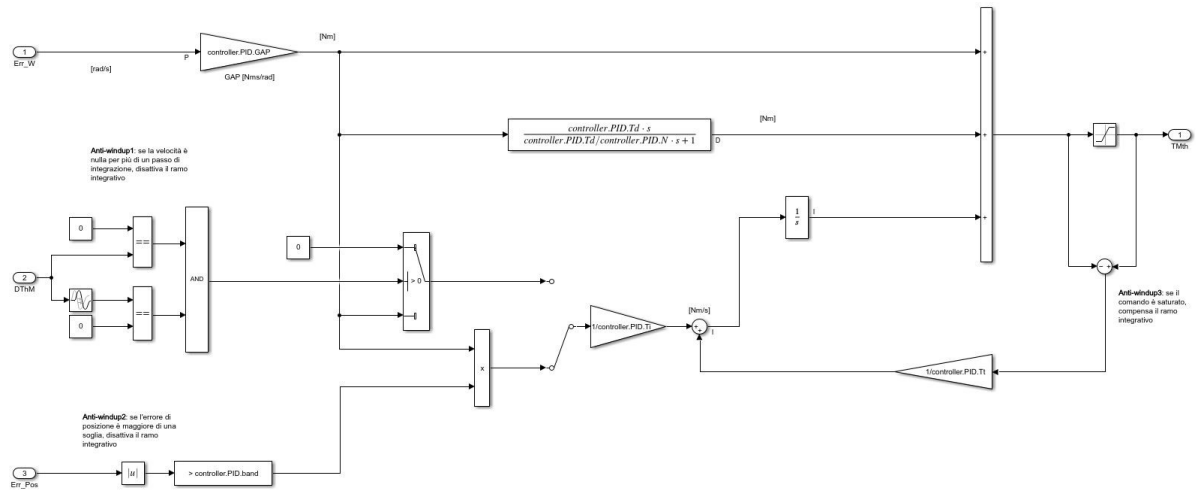 1
Err_W
[rad/s]
P
controller.PID.GAP
GAP [Nms/rad]
[Nm]
controller.PID.Td · s
controller.PID.Td/controller.PID.N · s + 1
D
[Nm]
+
+
+
1
TMth
Anti-windup1: se la velocità è
nulla per più di un passo di
integrazione, disattiva il ramo
integrativo
0
==
2
DThM
0
==
AND
0
> 0
x
1/controller.PID.Ti
[Nm/s]
+
+
I
1
s
I
- +
Anti-windup3: se il
comando è saturato,
compensa il ramo
integrativo
1/controller.PID.Tt
Anti-windup2: se l'errore di
posizione è maggiore di una
soglia, disattiva il ramo
integrativo
3
Err_Pos
|u|
> controller.PID.band